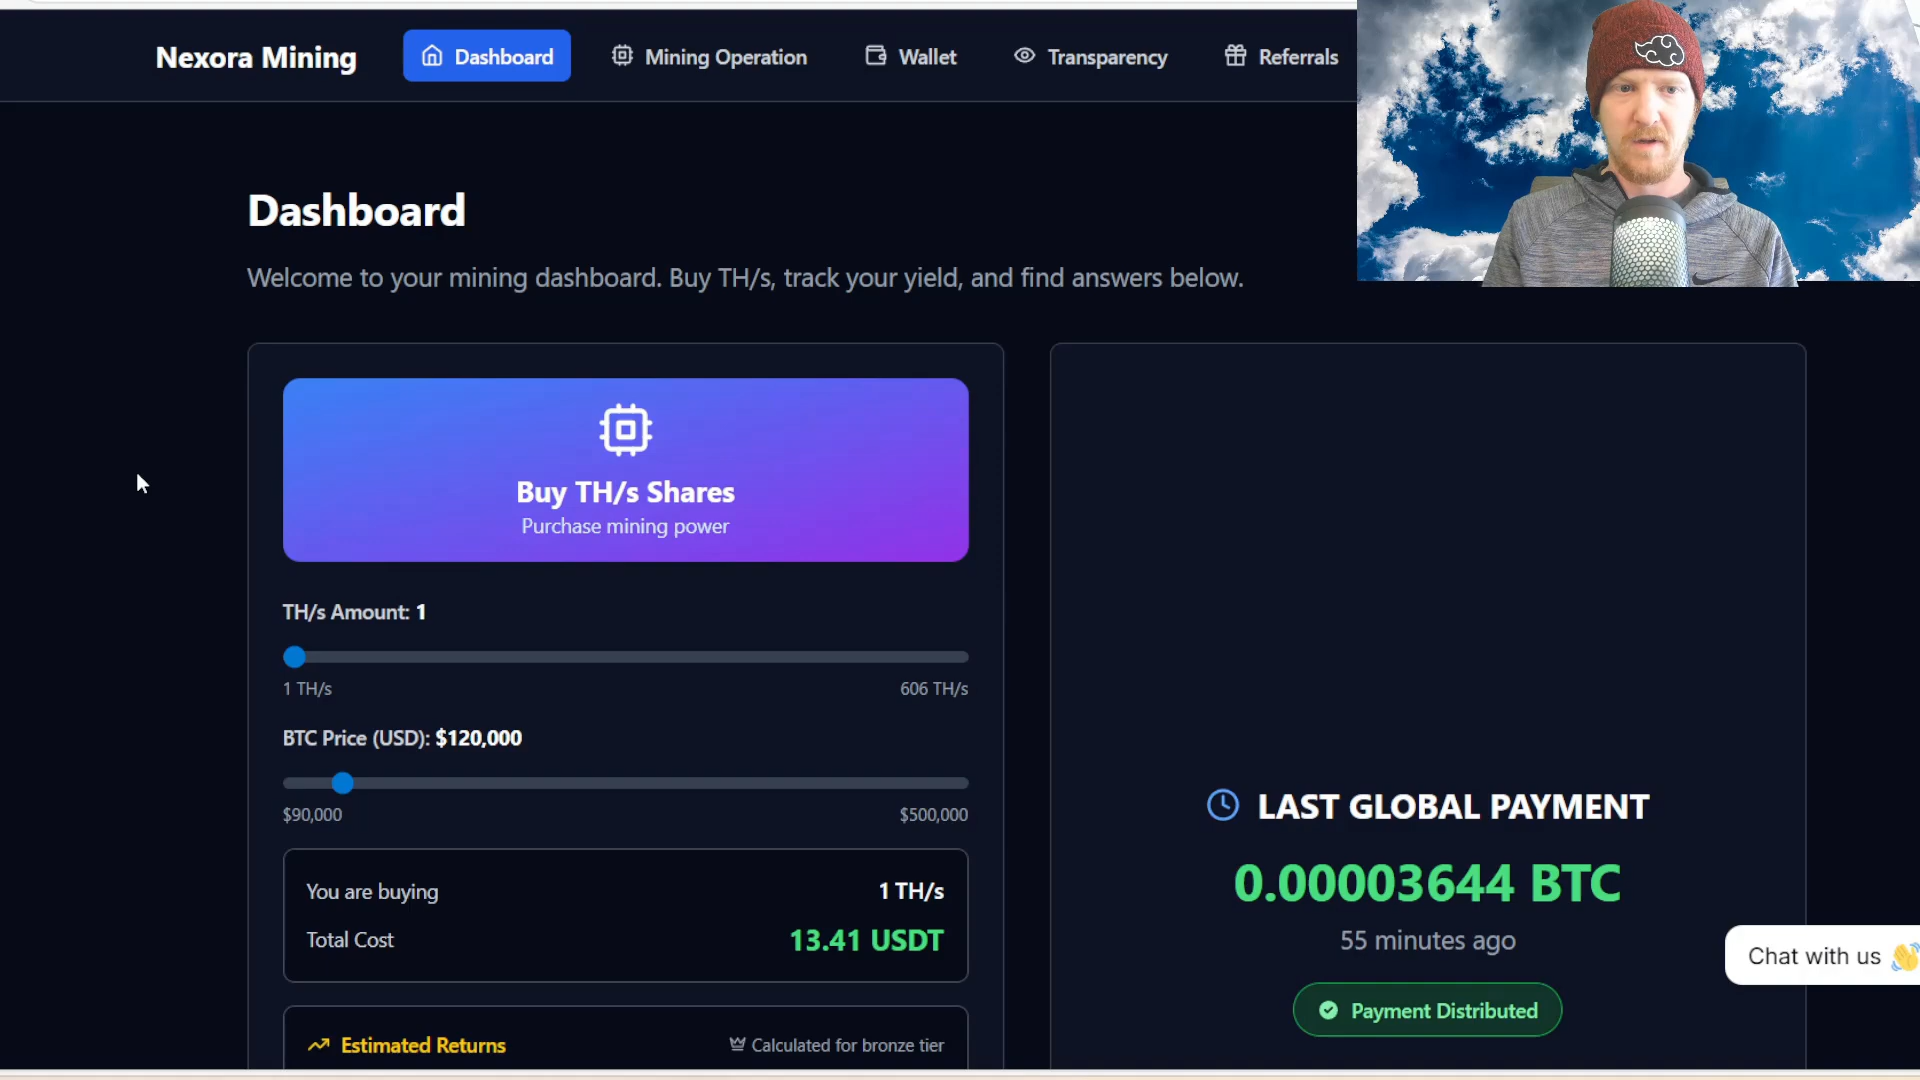 Nexora Mining
Dashboard
Mining Operation
Wallet
Transparency
Referrals
Dashboard
Welcome to your mining dashboard. Buy TH/s, track your yield, and find answers below.
Buy TH/s Shares
Purchase mining power
TH/s Amount: 1
1 TH/s
606 TH/s
BTC Price (USD): $120,000
$90,000
$500,000
You are buying
1 TH/s
Total Cost
13.41 USDT
Estimated Returns
Calculated for bronze tier
LAST GLOBAL PAYMENT
0.00003644 BTC
55 minutes ago
Payment Distributed
Chat with us 👋